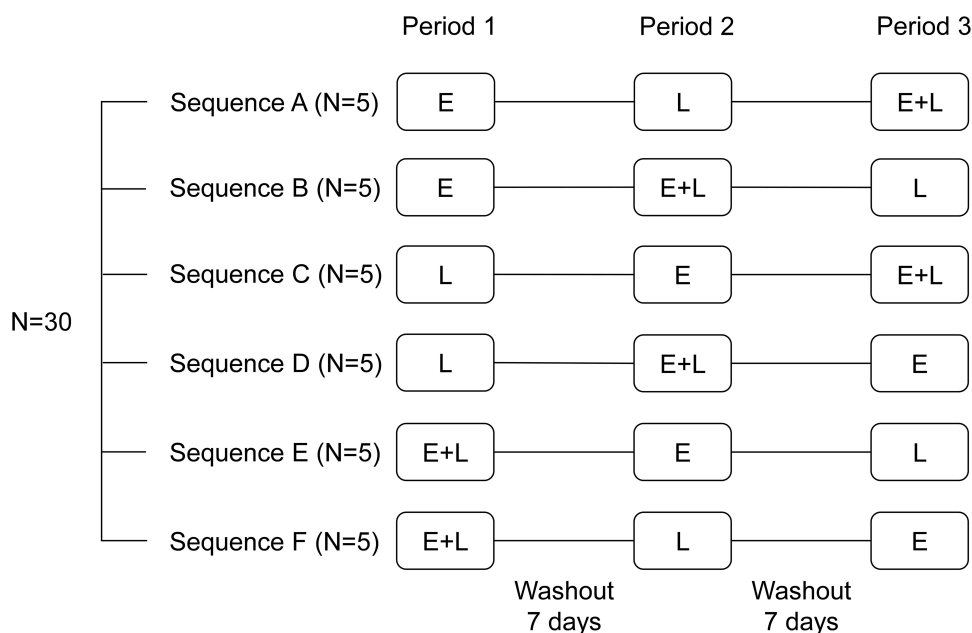 Period 1 Period 2 Period 3
Sequence A (N=5) E L E+L
Sequence B (N=5) E E+L L
Sequence C (N=5) L E E+L
N=30
Sequence D (N=5) L E+L E
Sequence E (N=5) E+L E L
Sequence F (N=5) E+L L E
Washout Washout
7 days 7 days